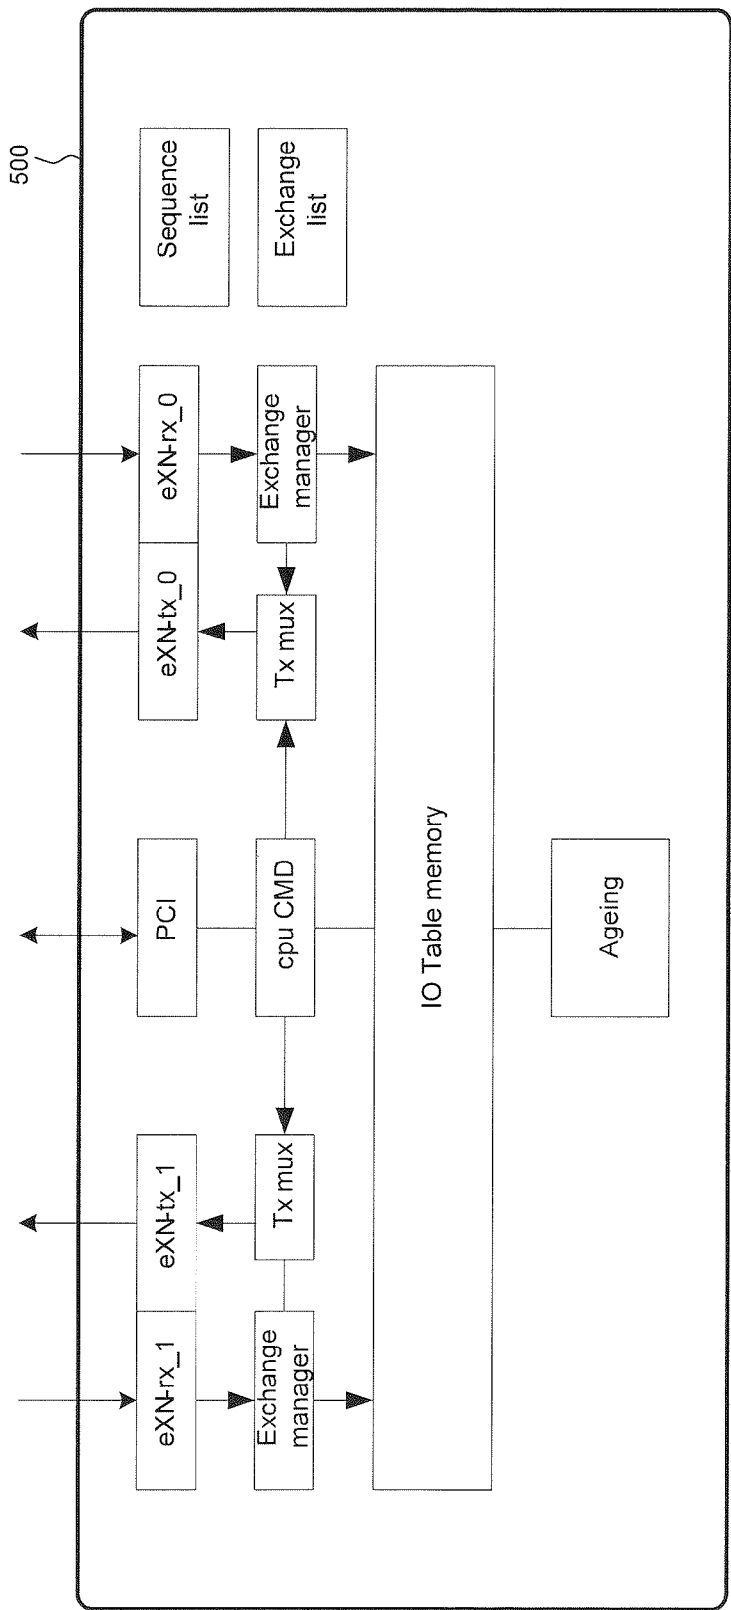 500
eXN-rx_1
eXN-tx_1
PCI
eXN-tx_0
eXN-rx_0
Sequence
list
Exchange
manager
Tx mux
cpu CMD
Tx mux
Exchange
manager
Exchange
list
IO Table memory
Ageing